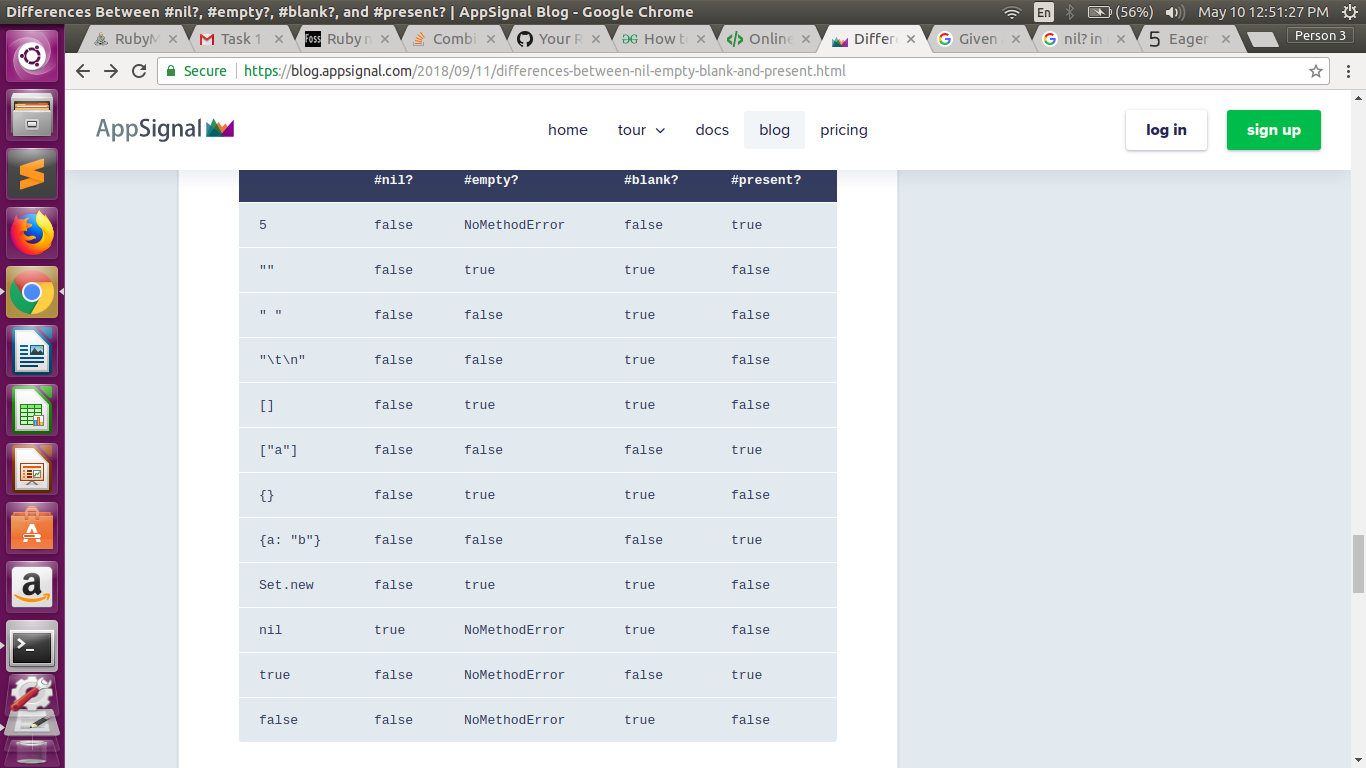 Differences Between #nil?, #empty?, #blank?, and #present? | AppSignal Blog - Google Chrome En (56%) May 10 12:51:27 PM
RubyM Task 1 Foss Ruby n Combi Your R How to Online Differ Given nil? in 5 Eager Person 3
Secure https://blog.appsignal.com/2018/09/11/differences-between-nil-empty-blank-and-present.html
AppSignal home tour docs blog pricing log in sign up
#nil? #empty? #blank? #present?
5 false NoMethodError false true
"" false true true false
" " false false true false
"\t\n" false false true false
[] false true true false
["a"] false false false true
{} false true true false
{a: "b"} false false false true
Set.new false true true false
nil true NoMethodError true false
true false NoMethodError false true
false false NoMethodError true false